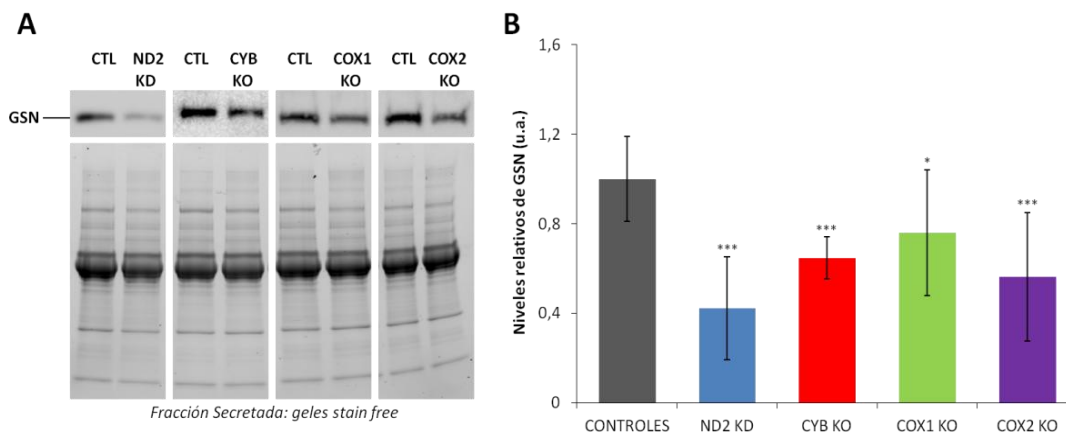 A
CTL ND2 KD CTL CYB KO CTL COX1 KO CTL COX2 KO
GSN
Fracción Secretada: geles stain free
B
Niveles relativos de GSN (u.a.)
1,6
1,2
0,8
0,4
0
***
***
*
***
CONTROLES ND2 KD CYB KO COX1 KO COX2 KO